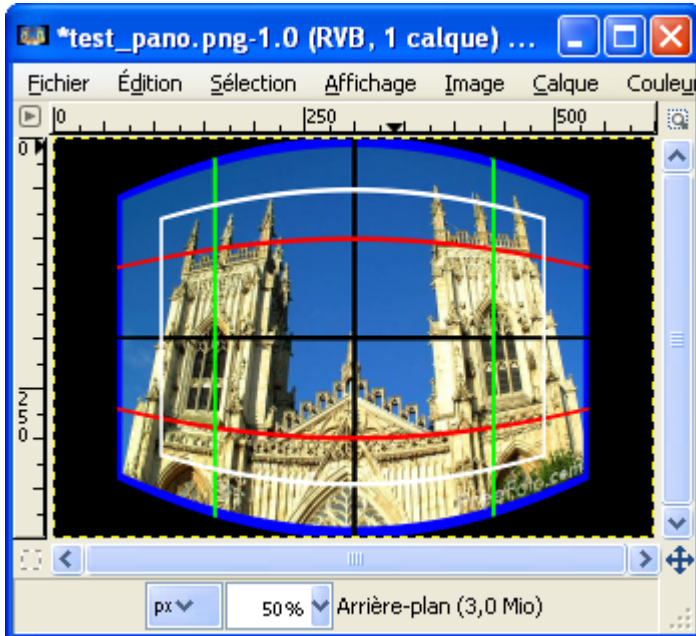 *test_pano.png-1.0 (RVB, 1 calque) ...
Fichier Édition Sélection Affichage Image Calque Couleu
0 250 500
0
250
px 50 % Arrière-plan (3,0 Mio)